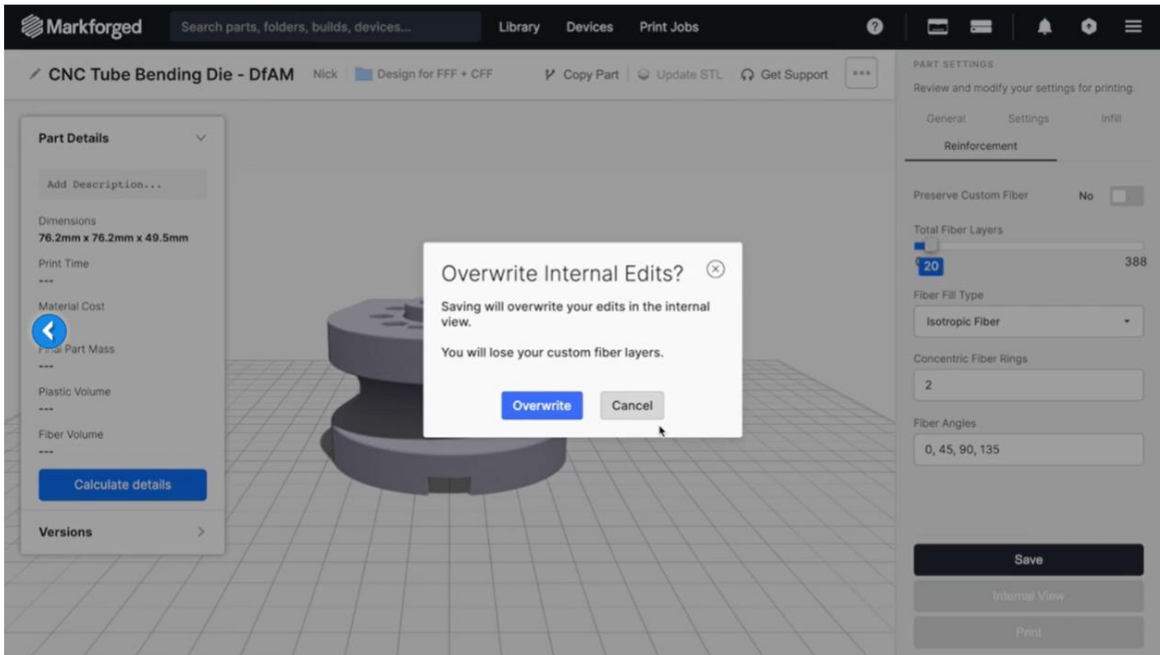 Markforged
Search parts, folders, builds, devices...
Library
Devices
Print Jobs
CNC Tube Bending Die - DfAM
Nick
Design for FFF + CFF
Copy Part
Update STL
Get Support
Part Details
Add Description...
Dimensions
76.2mm x 76.2mm x 49.5mm
Print Time
---
Material Cost
Final Part Mass
---
Plastic Volume
---
Fiber Volume
---
Calculate details
Versions
Overwrite Internal Edits?
Saving will overwrite your edits in the internal
view.
You will lose your custom fiber layers.
Overwrite
Cancel
PART SETTINGS
Review and modify your settings for printing.
General
Settings
Infill
Reinforcement
Preserve Custom Fiber
No
Total Fiber Layers
20
388
Fiber Fill Type
Isotropic Fiber
Concentric Fiber Rings
2
Fiber Angles
0, 45, 90, 135
Save
Internal View
Print